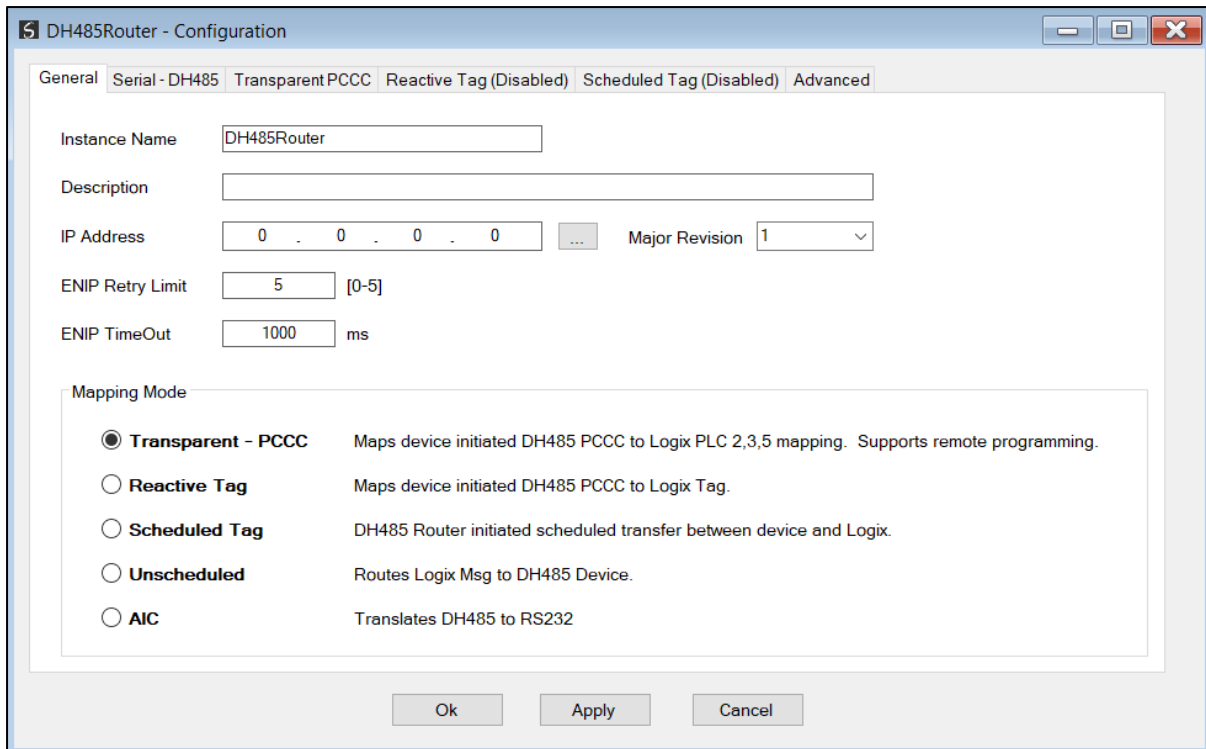 DH485Router - Configuration
General Serial - DH485 Transparent PCCC Reactive Tag (Disabled) Scheduled Tag (Disabled) Advanced
Instance Name DH485Router
Description
IP Address 0 . 0 . 0 . 0 ... Major Revision 1
ENIP Retry Limit 5 [0-5]
ENIP TimeOut 1000 ms
Mapping Mode
Transparent - PCCC Maps device initiated DH485 PCCC to Logix PLC 2,3,5 mapping. Supports remote programming.
Reactive Tag Maps device initiated DH485 PCCC to Logix Tag.
Scheduled Tag DH485 Router initiated scheduled transfer between device and Logix.
Unscheduled Routes Logix Msg to DH485 Device.
AIC Translates DH485 to RS232
Ok Apply Cancel